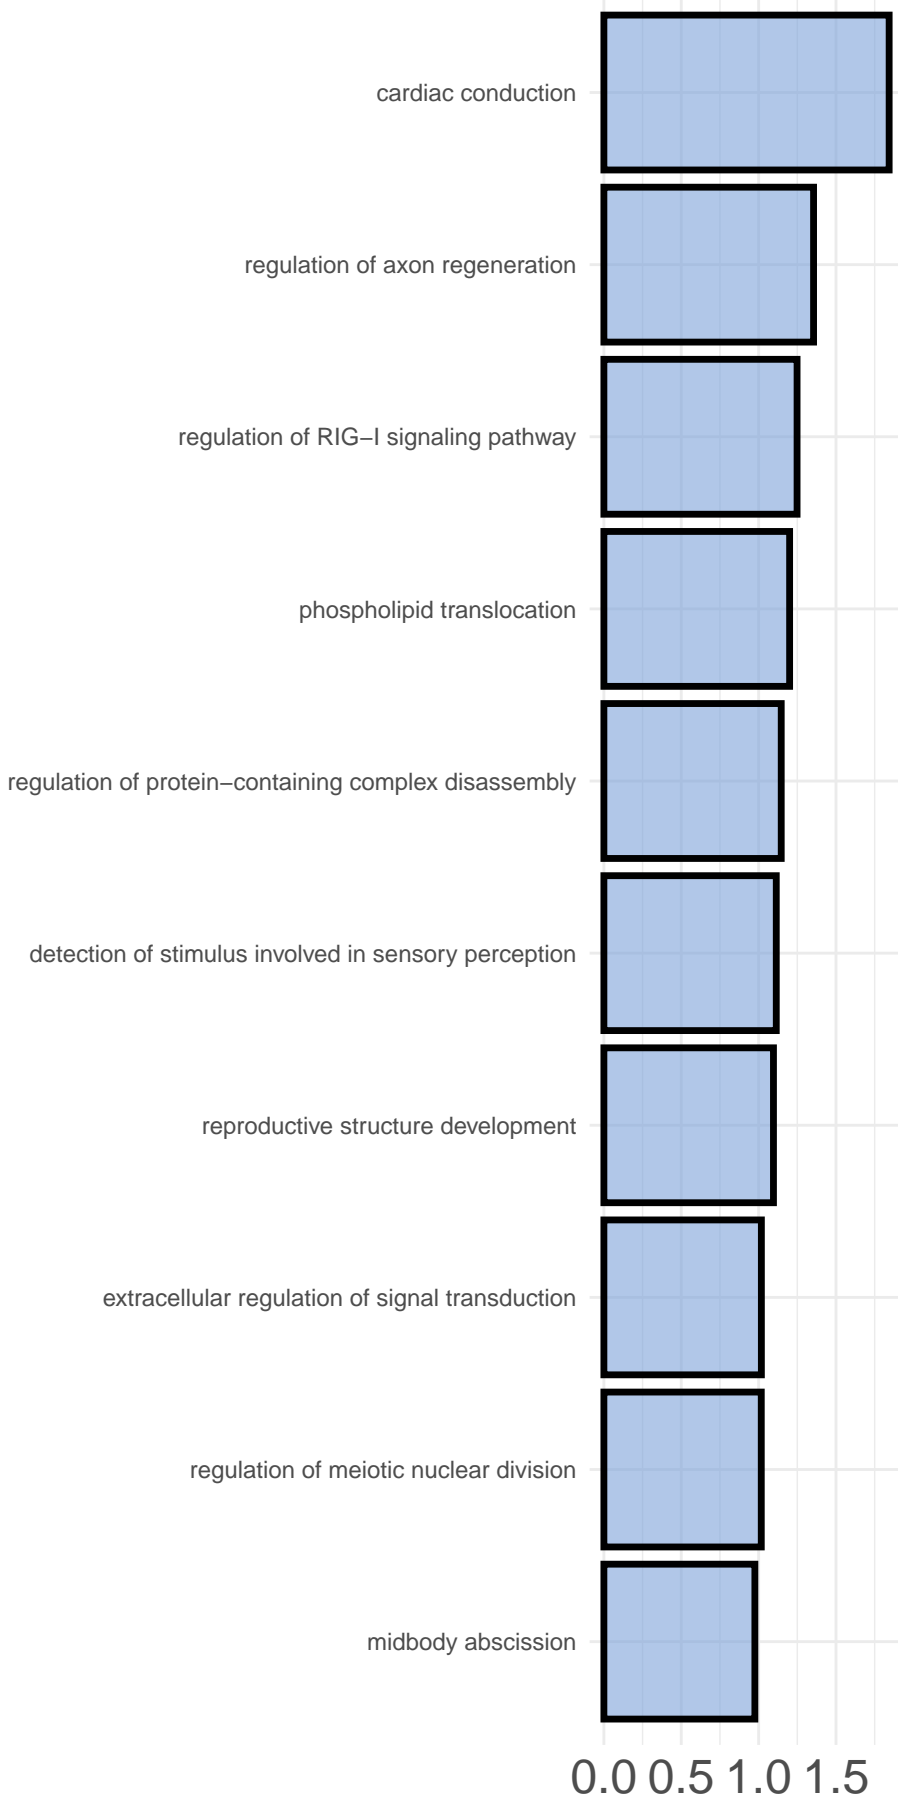 cardiac conduction
regulation of axon regeneration
regulation of RIG−I signaling pathway
phospholipid translocation
regulation of protein−containing complex disassembly
detection of stimulus involved in sensory perception
reproductive structure development
extracellular regulation of signal transduction
regulation of meiotic nuclear division
midbody abscission
0.0 0.5 1.0 1.5